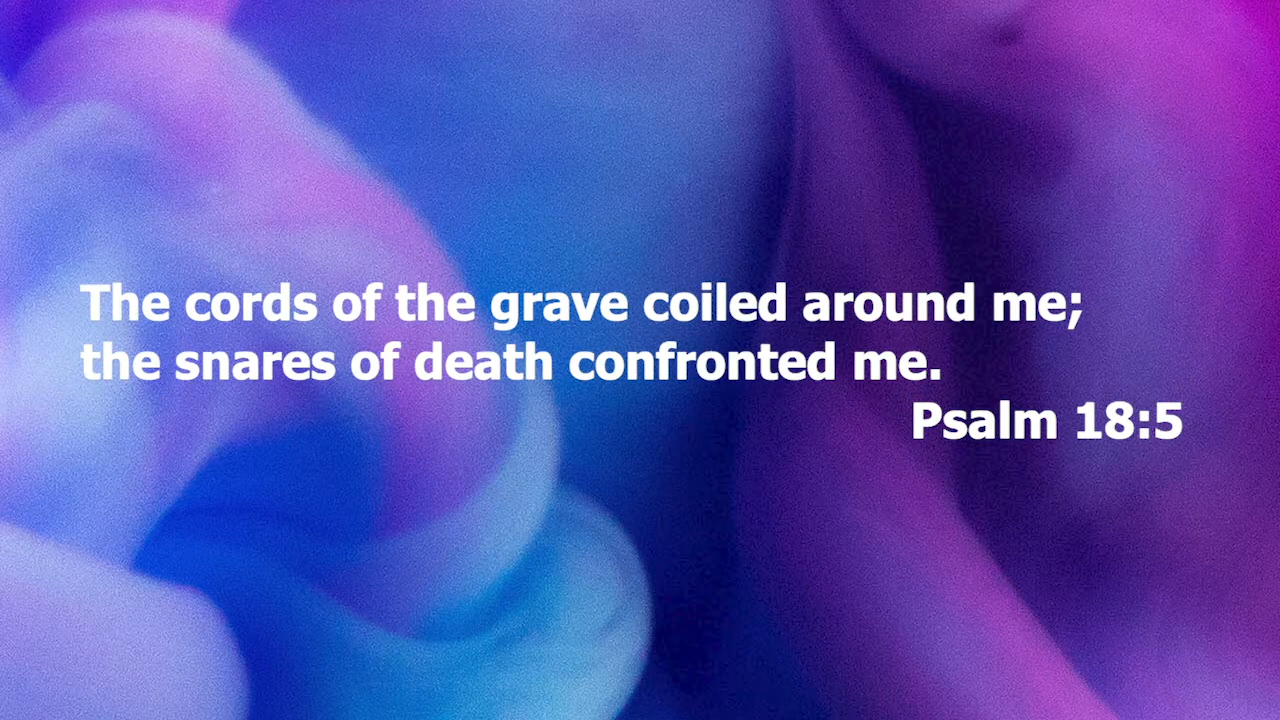 The cords of the grave coiled around me;
the snares of death confronted me.
Psalm 18:5